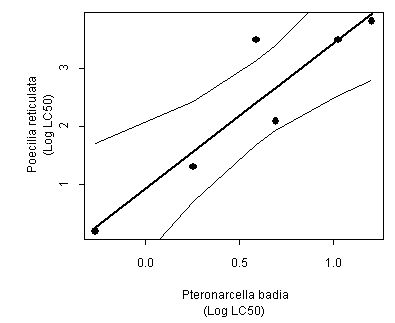 Poecilia reticulata
(Log LC50)
3
2
1
0.0 0.5 1.0
Pteronarcella badia
(Log LC50)